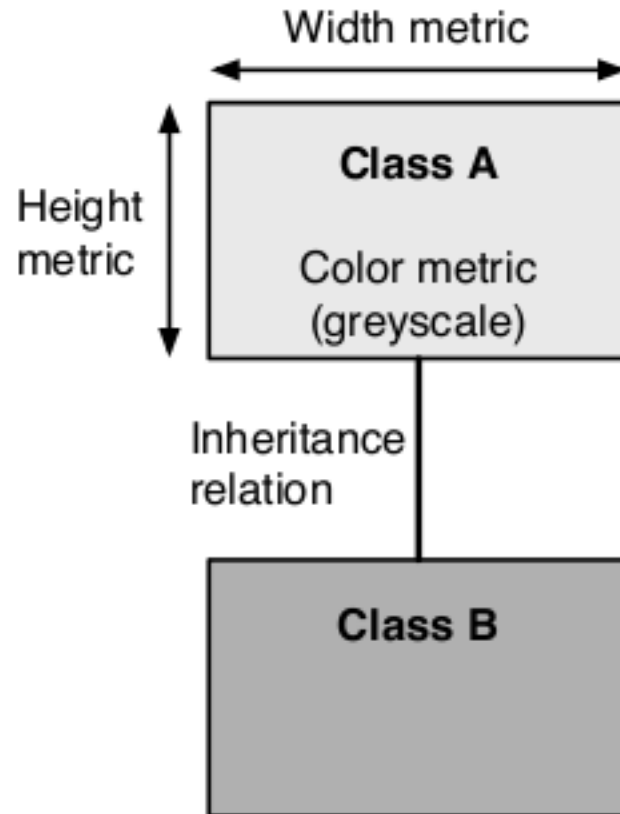 Width metric
Class A
Height
metric
Color metric
(greyscale)
Inheritance
relation
Class B